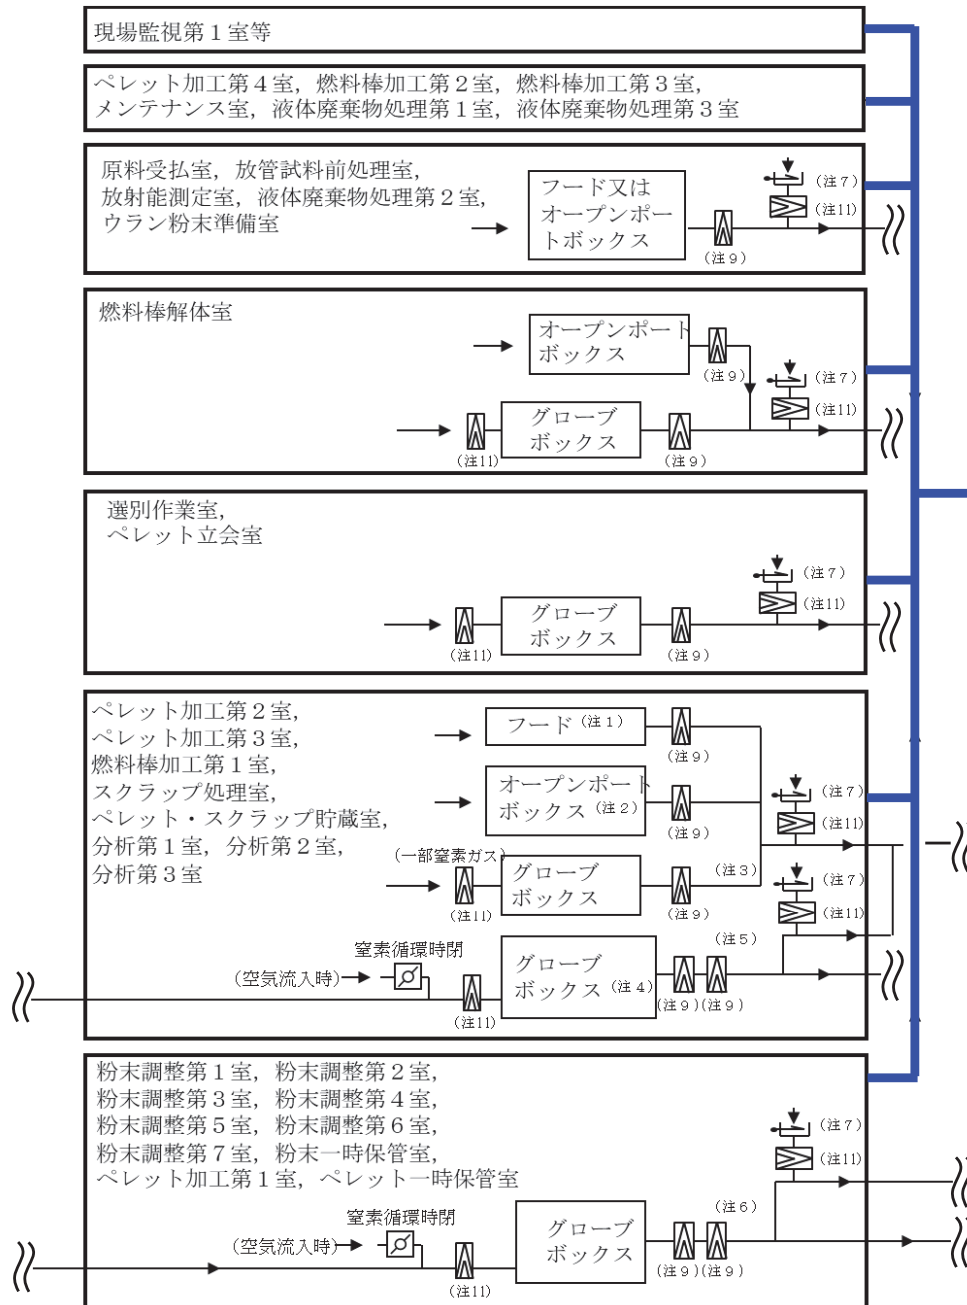 現場監視第１室等
ペレット加工第４室，燃料棒加工第２室，燃料棒加工第３室，
メンテナンス室，液体廃棄物処理第１室，液体廃棄物処理第３室
原料受払室，放管試料前処理室，
放射能測定室，液体廃棄物処理第２室，
ウラン粉末準備室
フード又は
オープンポー
トボックス
（注９）
（注７）
（注11）
燃料棒解体室
オープンポート
ボックス
（注９）
（注７）
（注11）
グローブ
ボックス
（注11）
（注９）
選別作業室，
ペレット立会室
（注７）
（注11）
グローブ
ボックス
（注11）
（注９）
ペレット加工第２室，
ペレット加工第３室，
燃料棒加工第１室，
スクラップ処理室，
ペレット・スクラップ貯蔵室，
分析第１室，分析第２室，
分析第３室
フード（注１）
（注９）
オープンポート
ボックス（注２）
（注９）
（注７）
（注11）
（一部窒素ガス）
グローブ
ボックス
（注11）
（注９）
（注３）
（注７）
（注11）
（注５）
窒素循環時閉
（空気流入時）
グローブ
ボックス（注４）
（注11）
（注９）（注９）
粉末調整第１室，粉末調整第２室，
粉末調整第３室，粉末調整第４室，
粉末調整第５室，粉末調整第６室，
粉末調整第７室，粉末一時保管室，
ペレット加工第１室，ペレット一時保管室
（注７）
（注11）
（注６）
窒素循環時閉
（空気流入時）
グローブ
ボックス
（注11）
（注９）（注９）